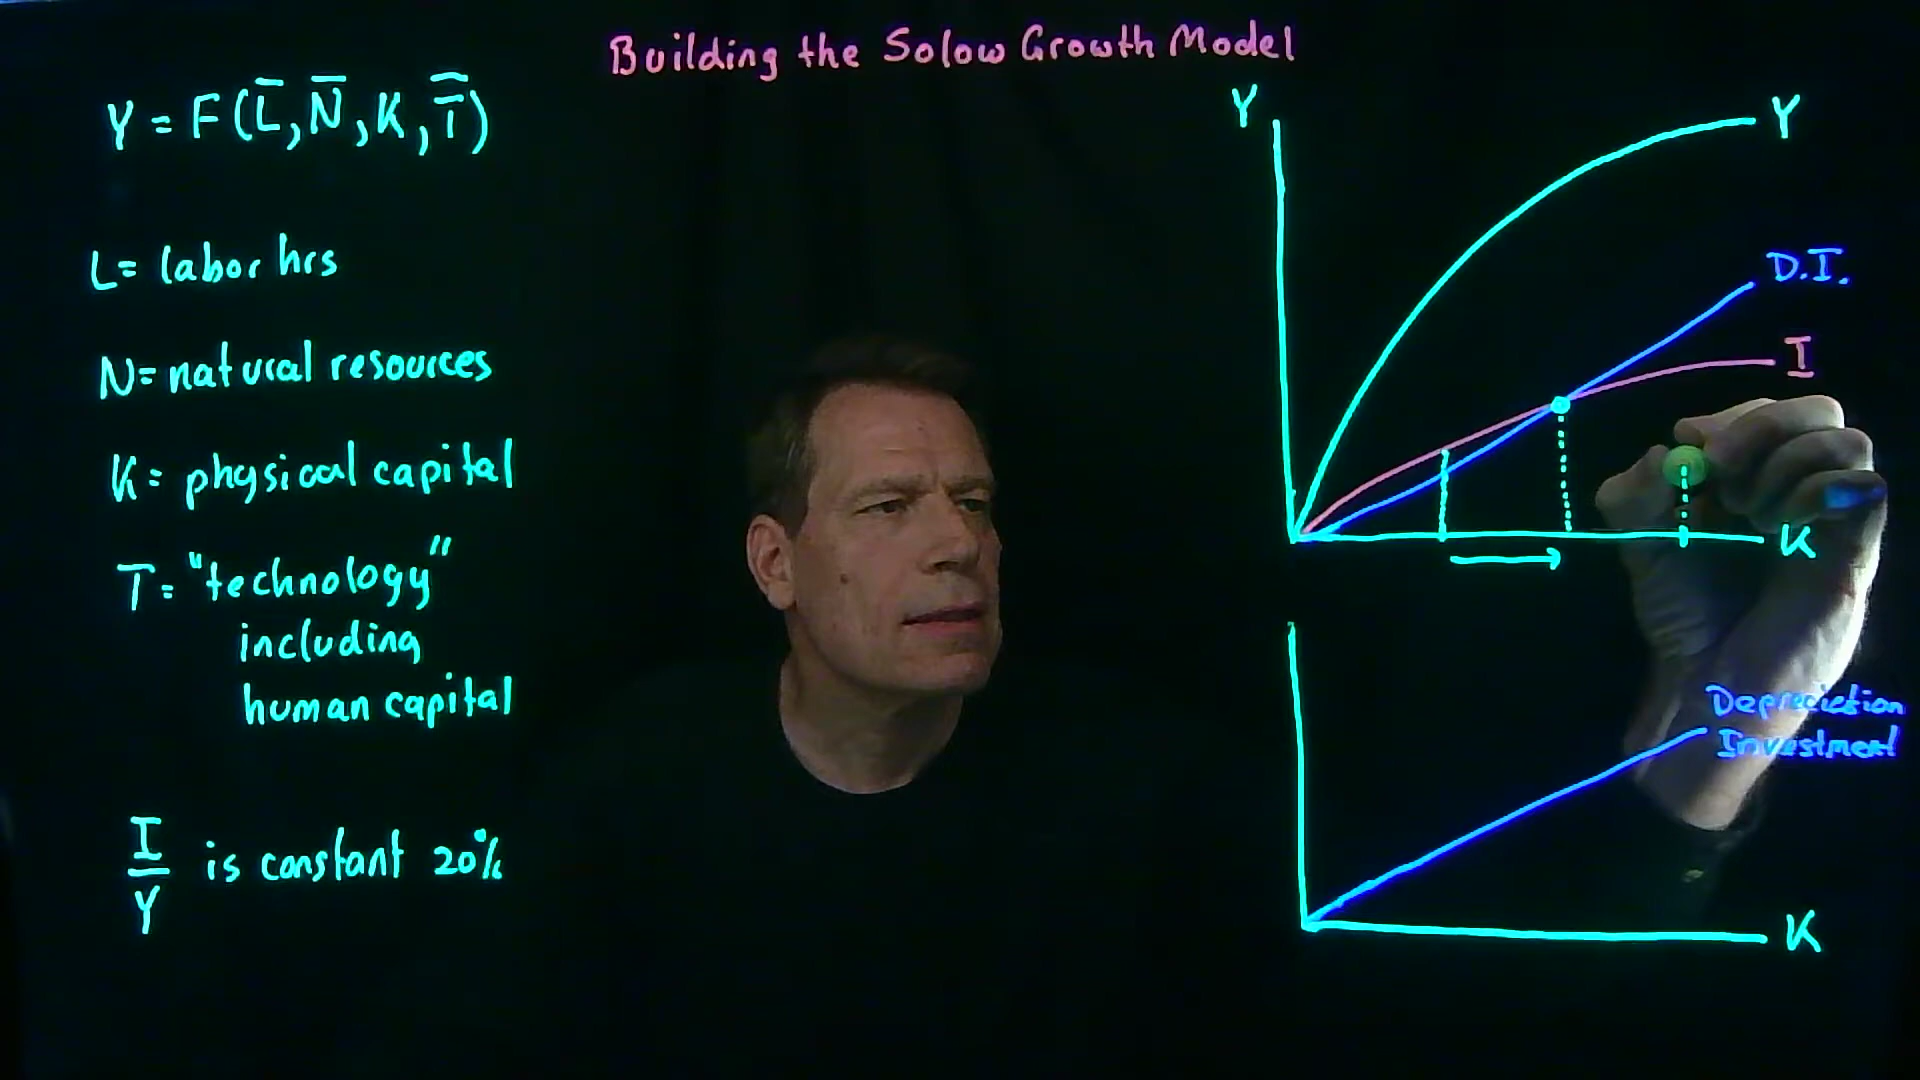 Building the Solow Growth Model
Y = F(L̅, N̅, K, T̅)
L= labor hrs
N= natural resources
K= physical capital
T= "technology"
including
human capital
I/Y is constant 20%
Y
Y
D.I.
I
K
Depreciation
Investment
K